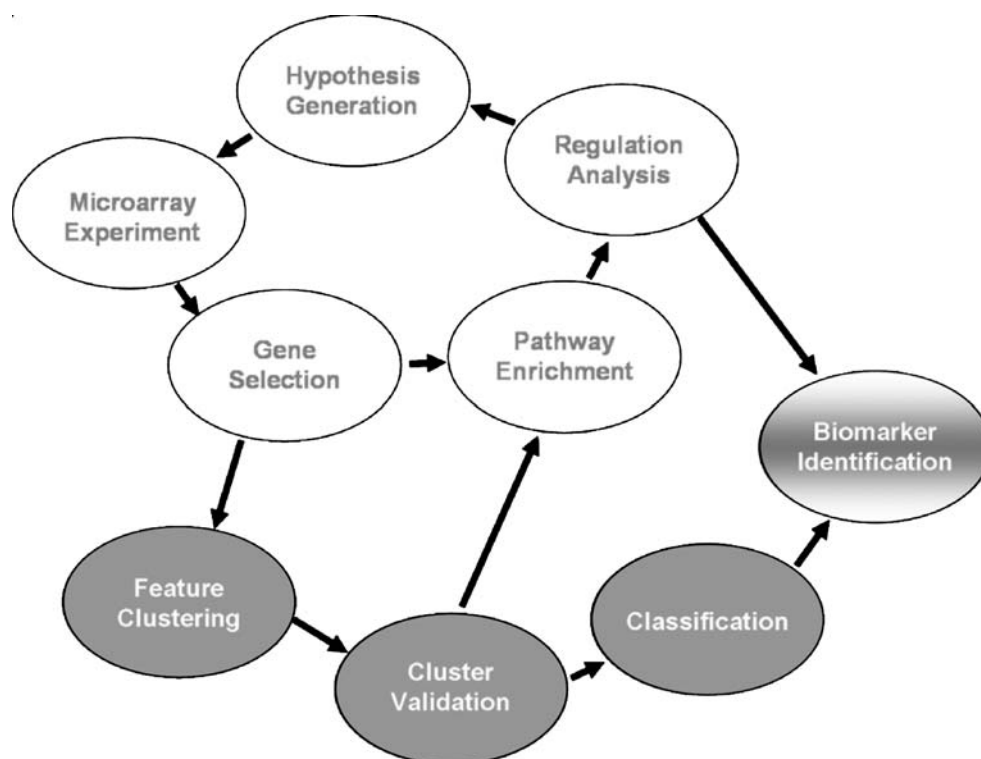 Hypothesis
Generation
Regulation
Analysis
Microarray
Experiment
Gene
Selection
Pathway
Enrichment
Biomarker
Identification
Feature
Clustering
Classification
Cluster
Validation